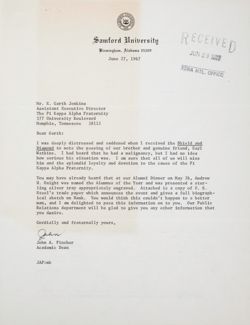 Samford University
Birmingham, Alabama 35209
June 27, 1967
RECEIVED
JUN 29
OFFICE
Mr. E. Garth Jenkins
Assistant Executive Director
The Pi Kappa Alpha Fraternity
577 University Boulevard
Memphis, Tennessee 38112
Dear Garth:
I was deeply distressed and saddened when I received the Shield and
Diamond to note the passing of our brother and genuine friend, Earl
Watkins. I had heard that he had a malignancy, but I had no idea
how serious his situation was. I am sure that all of us will miss
him and the splendid loyalty and devotion to the cause of the Pi
Kappa Alpha Fraternity.
You may have already heard that at our Alumni Dinner on May 26, Andrew
W. Knight was named the Alumnus of the Year and was presented a ster-
ling silver tray appropriately engraved. Attached is a copy of
trade paper which announced the event and gives a full biograph-
ical sketch on Hank. You would think this couldn't happen to a better
man, and I am delighted to pass this information on to you. Our Public
Relations department will be glad to give you any other information that
you desire.
Cordially and fraternally yours,
John
John A. Fincher
Academic Dean
JAF:mb